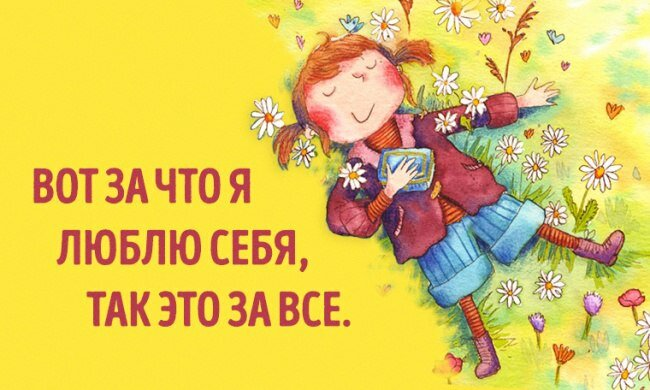 ВОТ ЗА ЧТО Я
ЛЮБЛЮ СЕБЯ,
ТАК ЭТО ЗА ВСЕ.